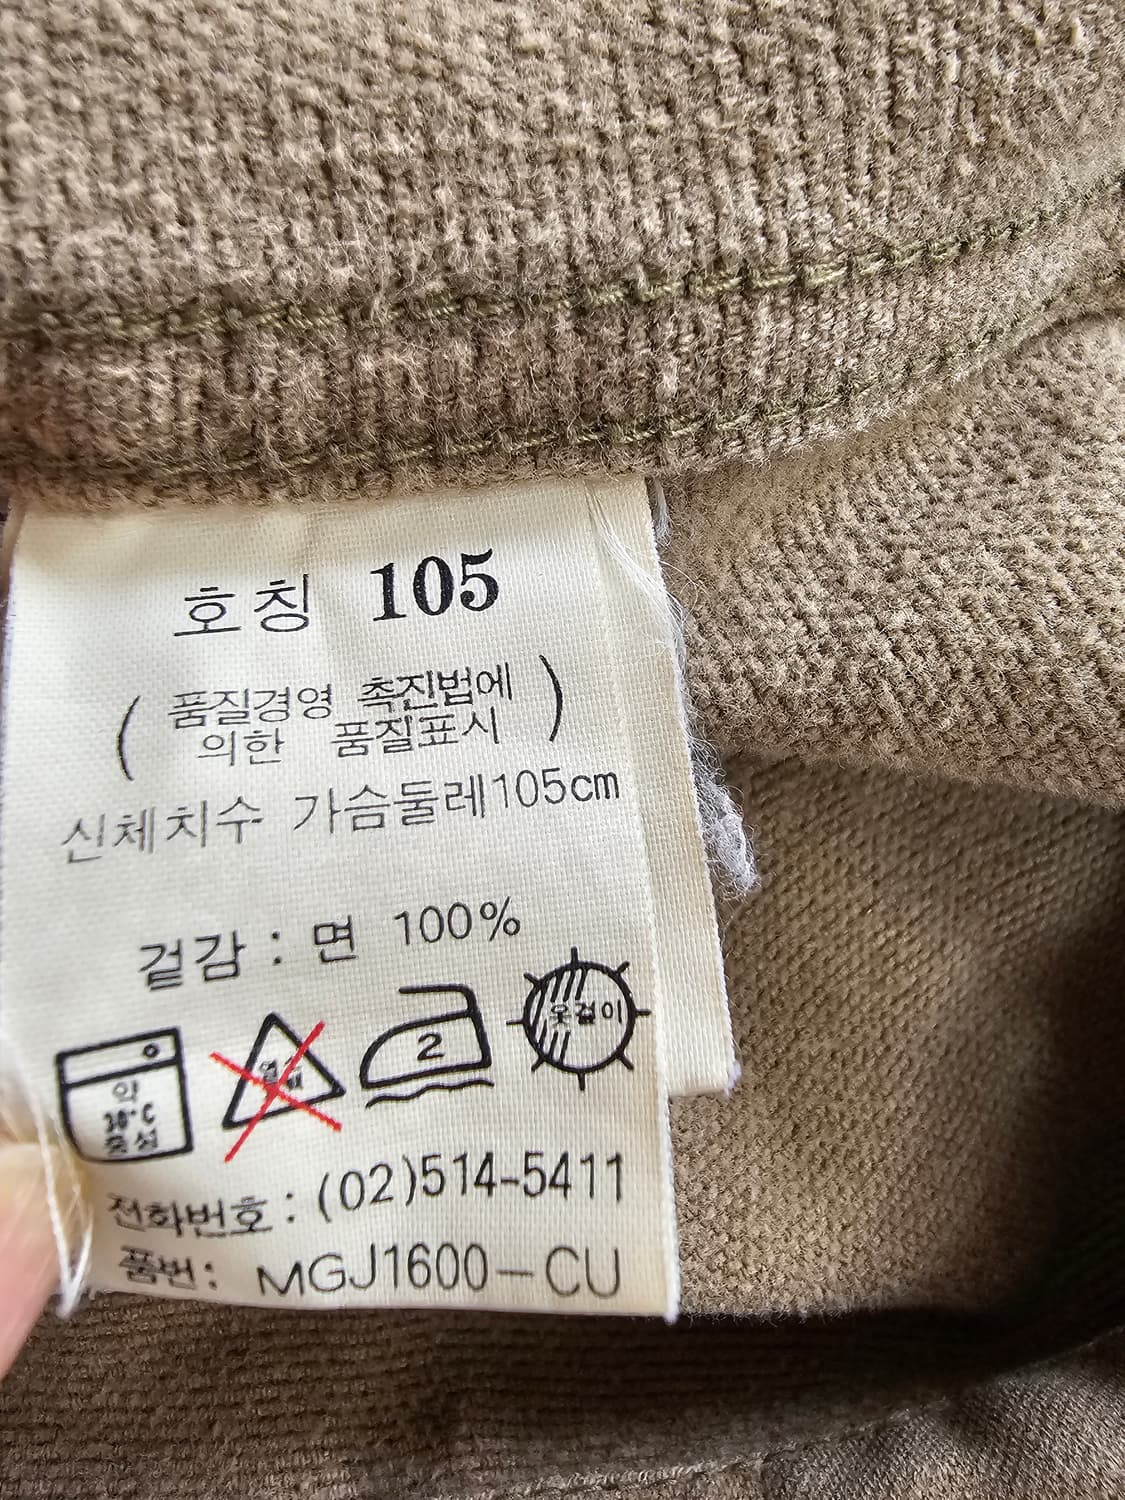 호칭 105
( 품질경영 촉진법에
의한 품질표시 )
신체치수 가슴둘레105cm
겉감 : 면 100%
약
30°C
중성
염소
2
옷걸이
전화번호 : (02)514-5411
품번: MGJ1600-CU